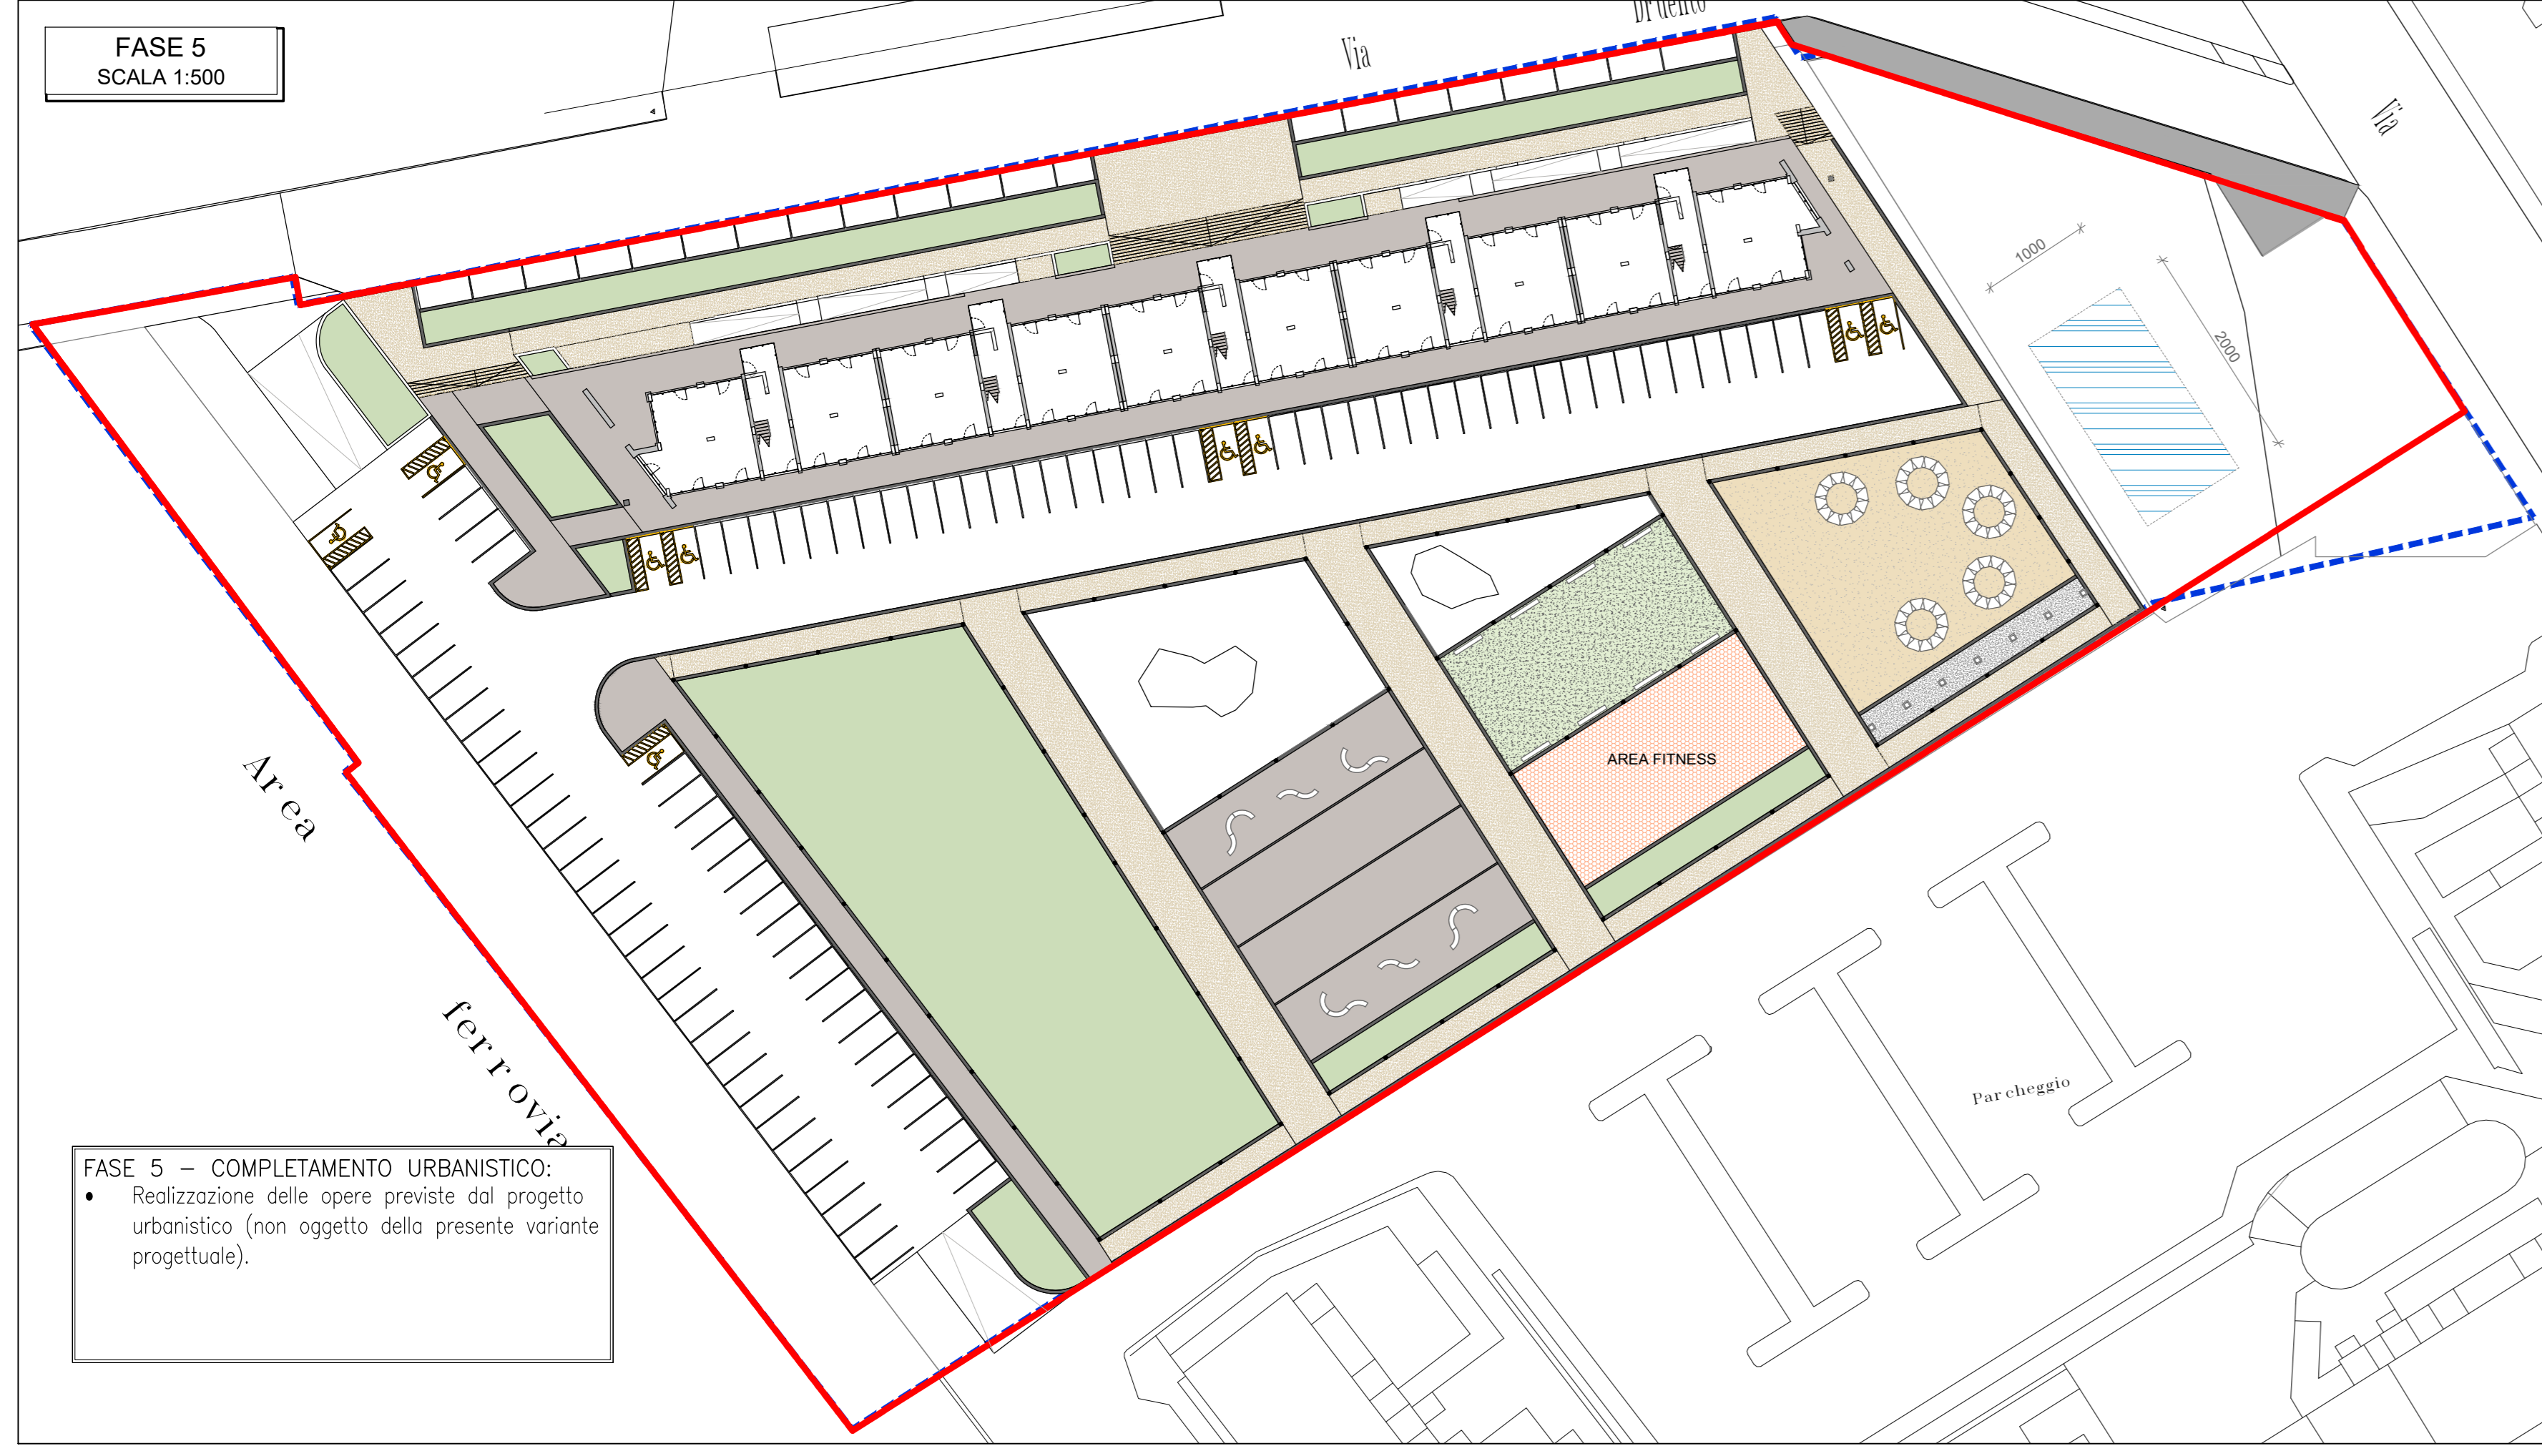 FASE 5
SCALA 1:500
Via
Druento
Via
1000
2000
AREA FITNESS
Area
ferrovia
Parcheggio
FASE 5 – COMPLETAMENTO URBANISTICO:
• Realizzazione delle opere previste dal progetto
urbanistico (non oggetto della presente variante
progettuale).